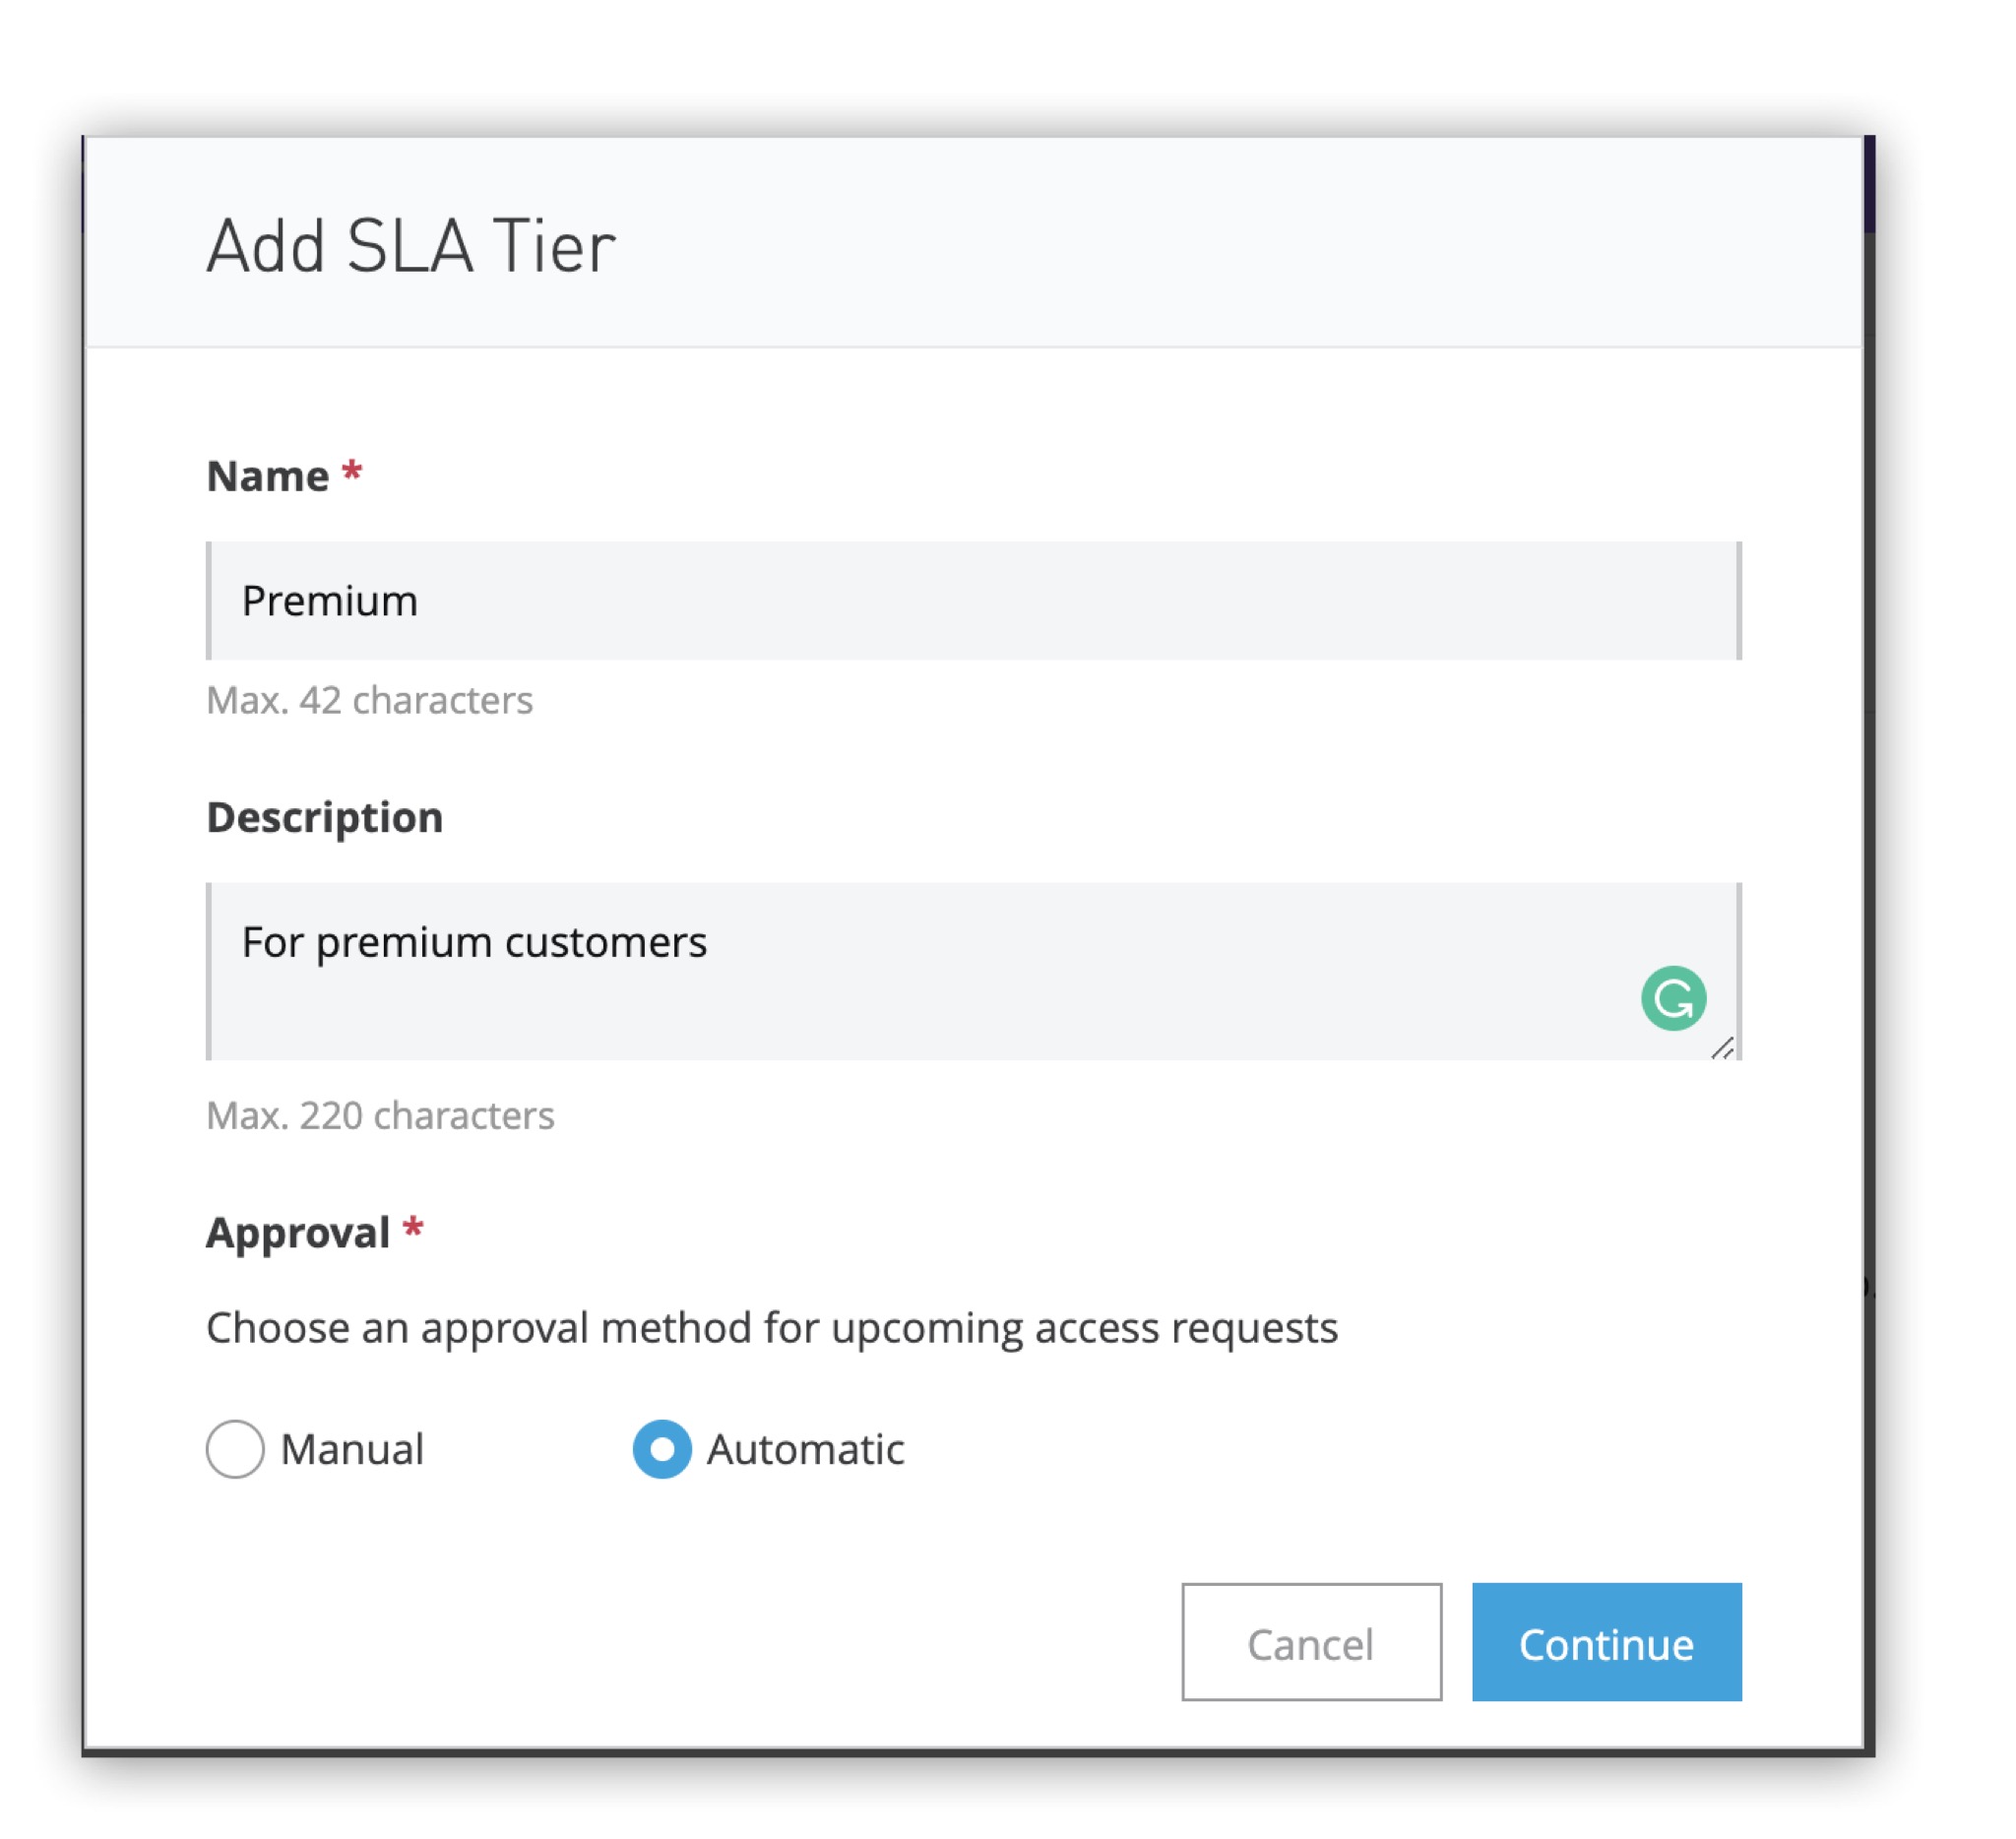 Add SLA Tier
Name *
Premium
Max. 42 characters
Description
For premium customers
Max. 220 characters
Approval *
Choose an approval method for upcoming access requests
Manual Automatic
Cancel Continue